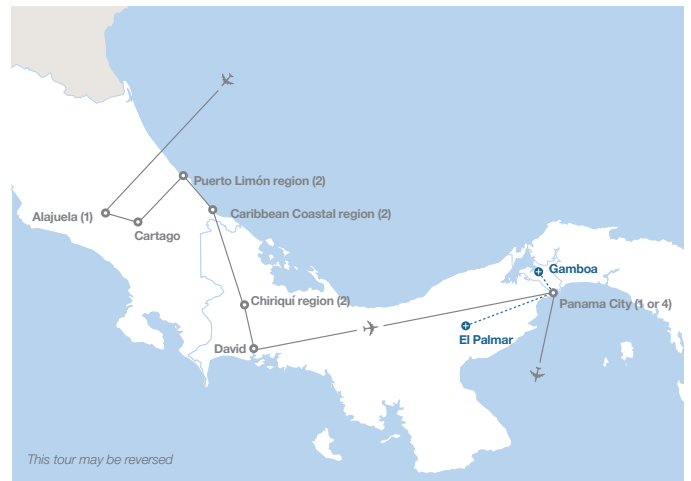 Puerto Limón region (2)
Alajuela (1)
Caribbean Coastal region (2)
Cartago
Gamboa
Chiriquí region (2)
Panama City (1 or 4)
El Palmar
David
This tour may be reversed